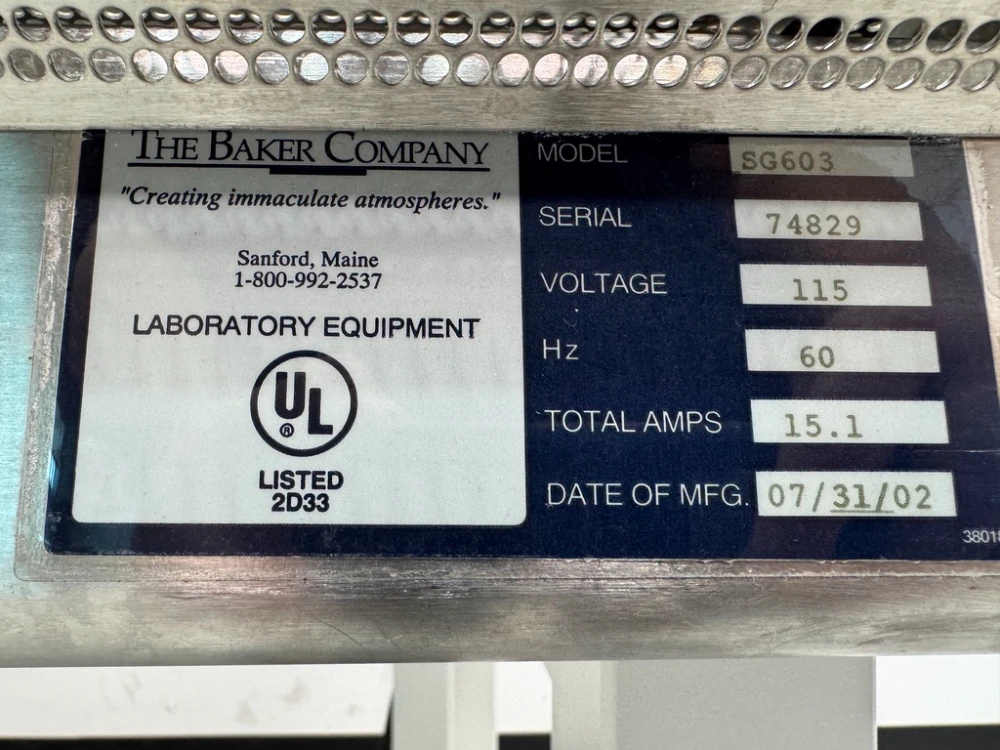 THE BAKER COMPANY
"Creating immaculate atmospheres."
Sanford, Maine
1-800-992-2537
LABORATORY EQUIPMENT
UL
®
LISTED
2D33
MODEL SG603
SERIAL 74829
VOLTAGE 115
Hz 60
TOTAL AMPS 15.1
DATE OF MFG. 07/31/02